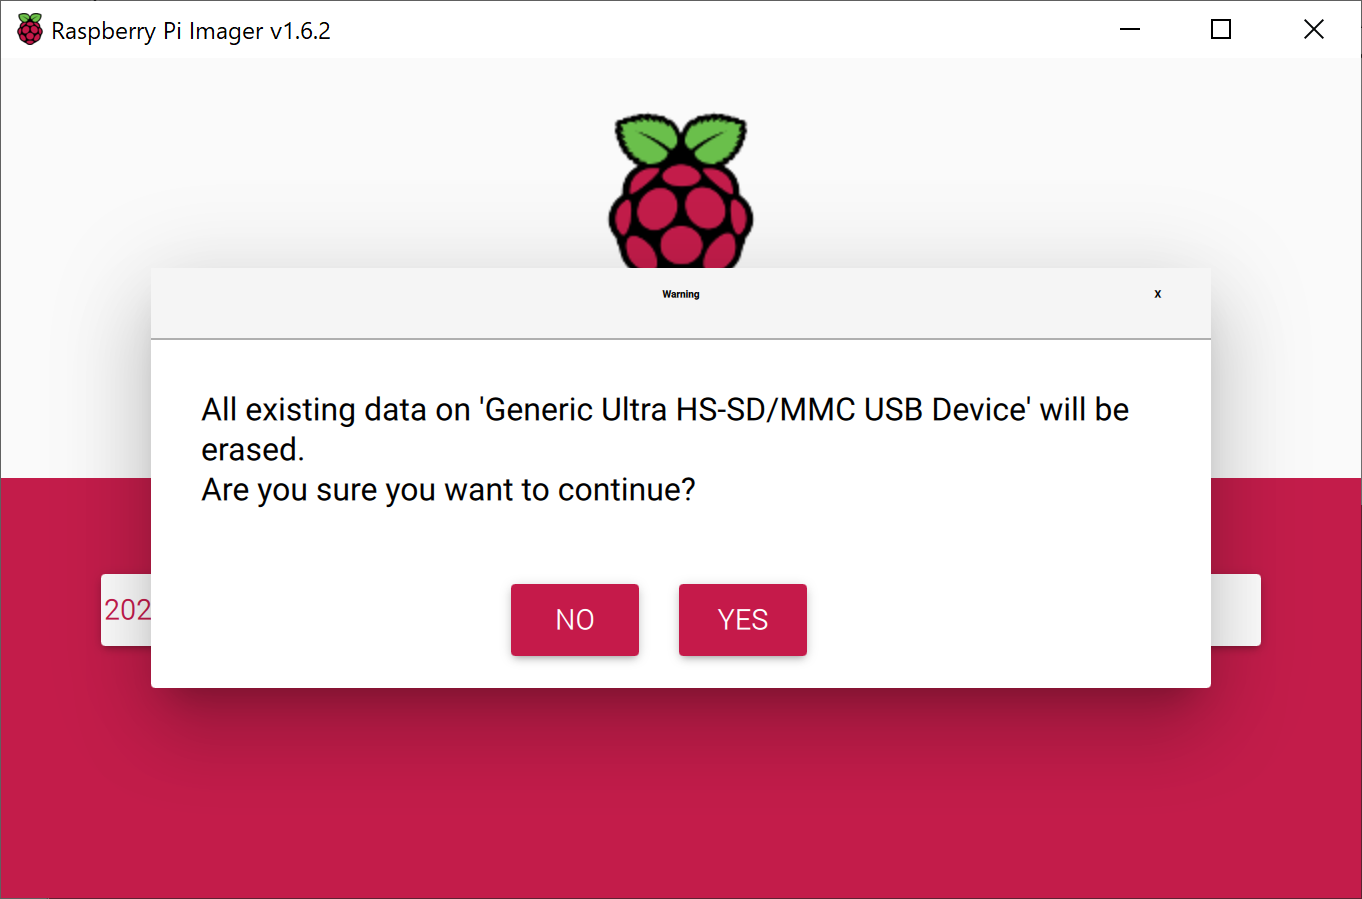 Raspberry Pi Imager v1.6.2
Warning
X
All existing data on 'Generic Ultra HS-SD/MMC USB Device' will be
erased.
Are you sure you want to continue?
202
NO
YES